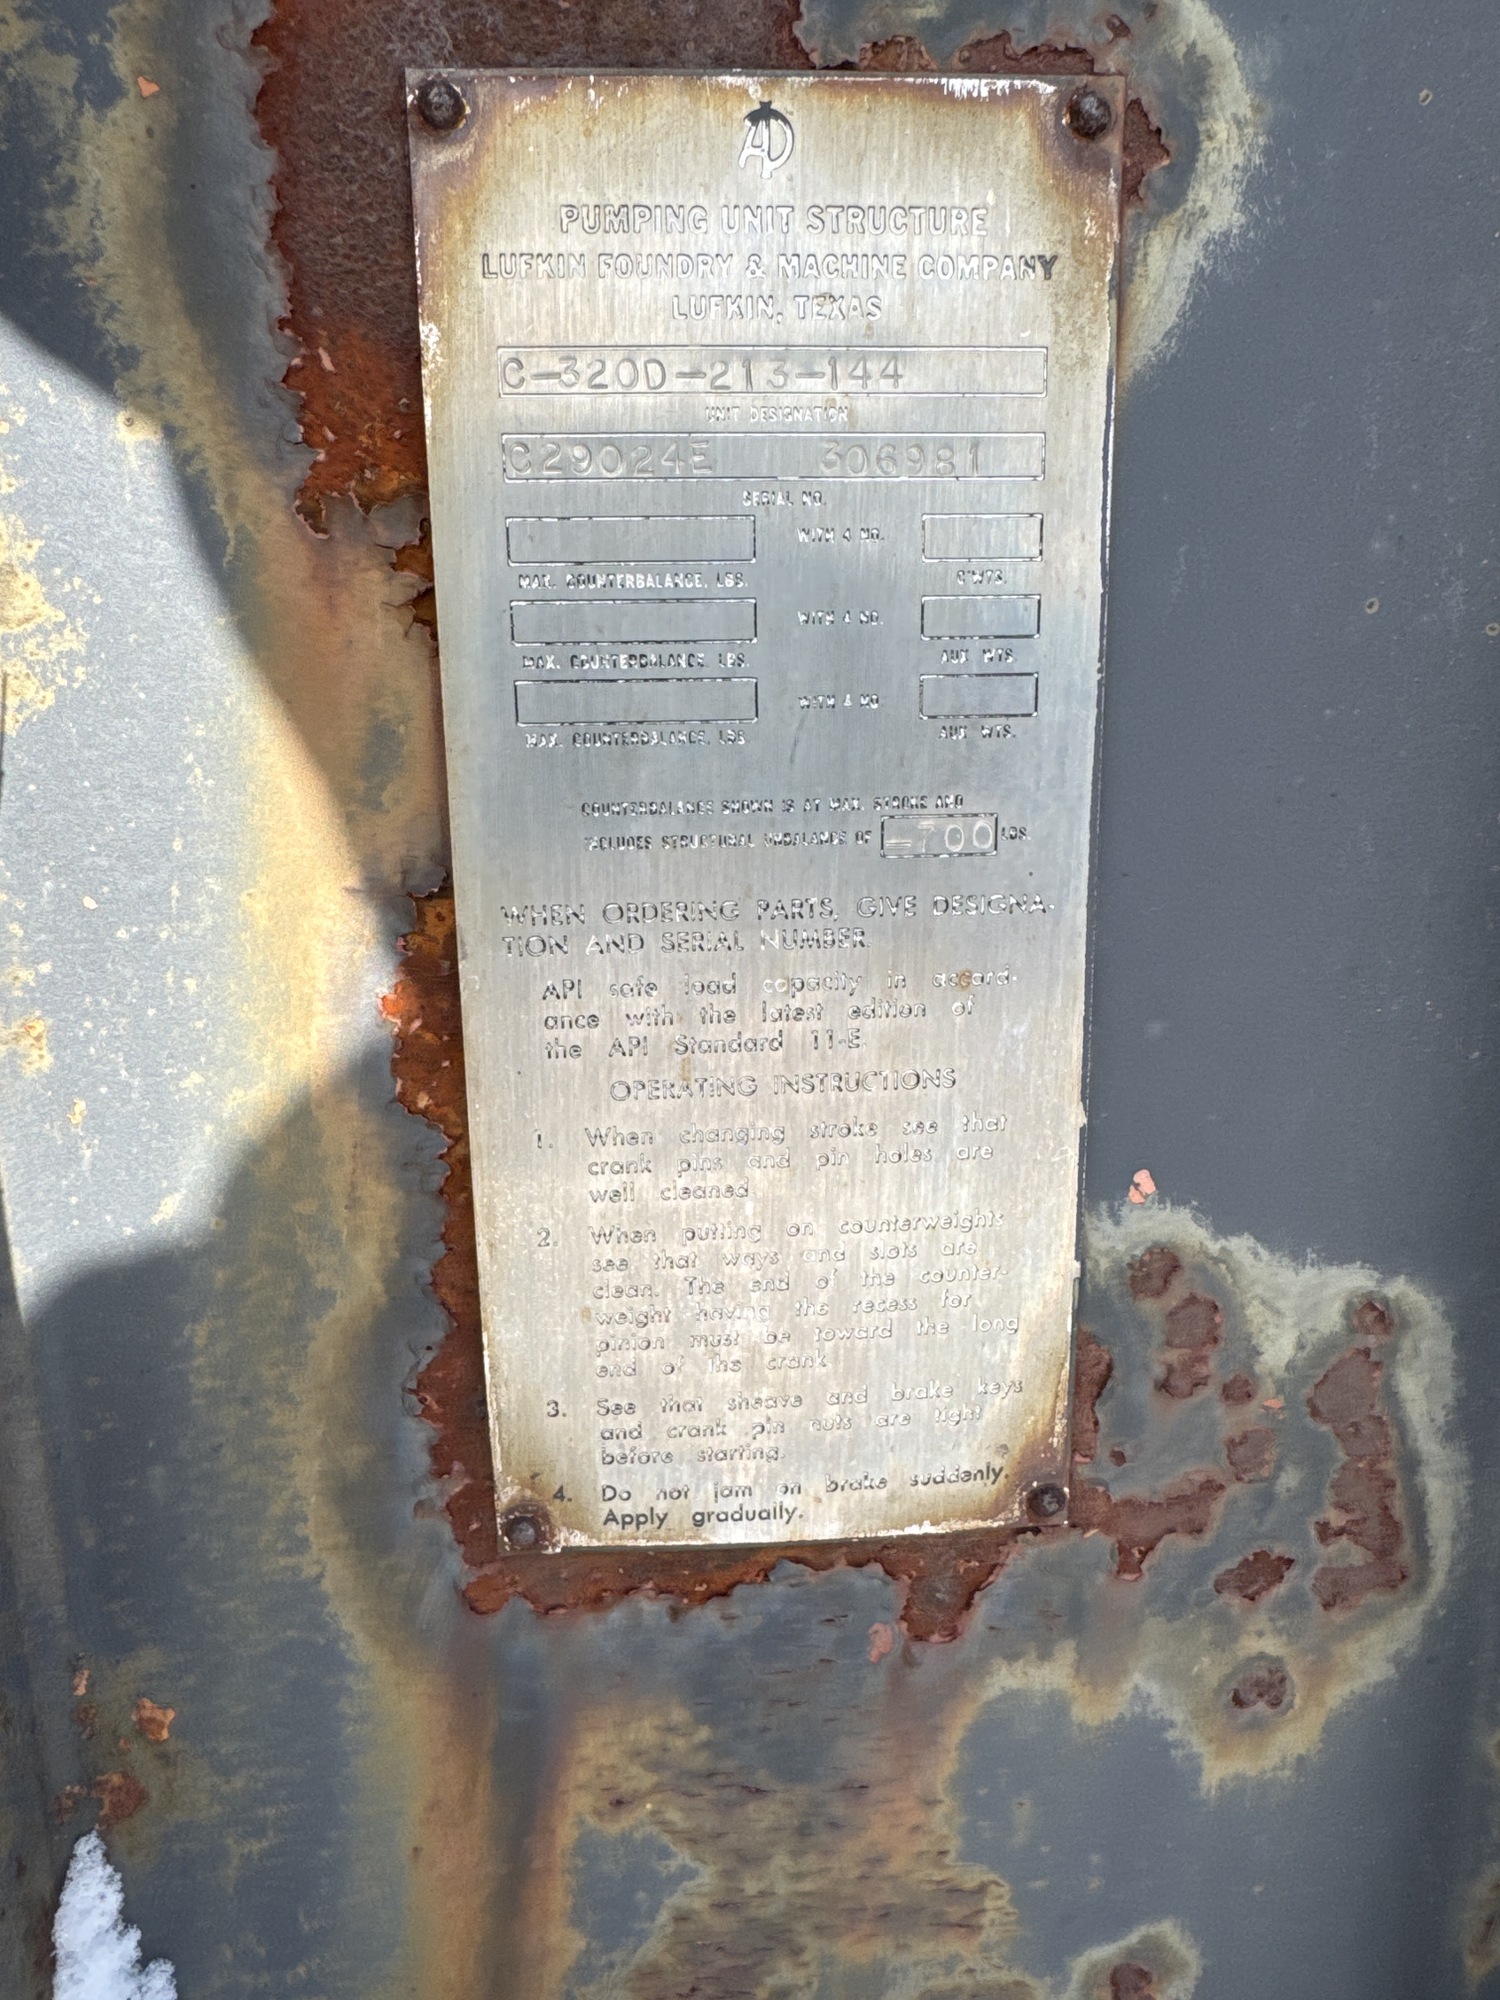 PUMPING UNIT STRUCTURE
LUFKIN FOUNDRY & MACHINE COMPANY
LUFKIN, TEXAS
C-320D-213-144
UNIT DESIGNATION
C29024E 306981
SERIAL NO.
WITH 4 NO.
MAX. COUNTERBALANCE, LBS. C'WTS.
WITH 4 NO.
MAX. COUNTERBALANCE, LBS. AUX WTS.
WITH 4 NO
MAX. COUNTERBALANCE, LBS. AUX WTS.
COUNTERBALANCE SHOWN IS AT MAX. STROKE AND
INCLUDES STRUCTURAL UNBALANCE OF -700 LBS.
WHEN ORDERING PARTS, GIVE DESIGNA-
TION AND SERIAL NUMBER.
API safe load capacity in accord-
ance with the latest edition of
the API Standard 11-E.
OPERATING INSTRUCTIONS
1. When changing stroke see that
crank pins and pin holes are
well cleaned.
2. When putting on counterweights
see that ways and slots are
clean. The end of the counter-
weight having the recess for
pinion must be toward the long
end of the crank
3. See that sheave and brake keys
and crank pin nuts are tight
before starting.
4. Do not jam on brake suddenly.
Apply gradually.